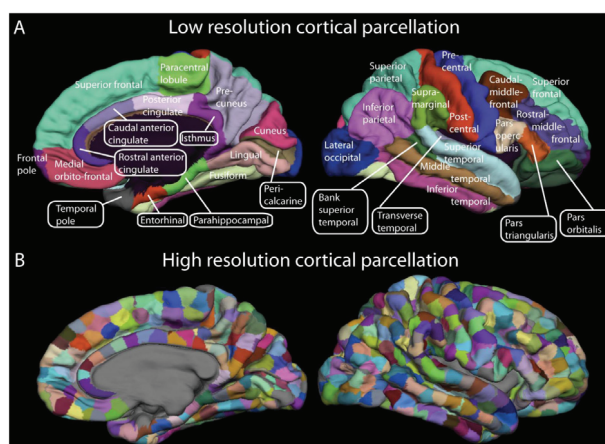 A
Low resolution cortical parcellation
Paracentral
lobule
Superior frontal
Pre-
cuneus
Posterior
cingulate
Caudal anterior
cingulate
Isthmus
Cuneus
Rostral anterior
cingulate
Frontal
pole
Medial
orbito-frontal
Lingual
Fusiform
Peri-
calcarine
Temporal
pole
Entorhinal
Parahippocampal
Superior
parietal
Pre-
central
Supra-
marginal
Post-
central
Caudal-
middle-
frontal
Superior
frontal
Inferior
parietal
Rostral-
middle-
frontal
Pars
opercu
laris
Lateral
occipital
Superior
temporal
Middle
temporal
Inferior
temporal
Bank
superior
temporal
Transverse
temporal
Pars
triangularis
Pars
orbitalis
B
High resolution cortical parcellation